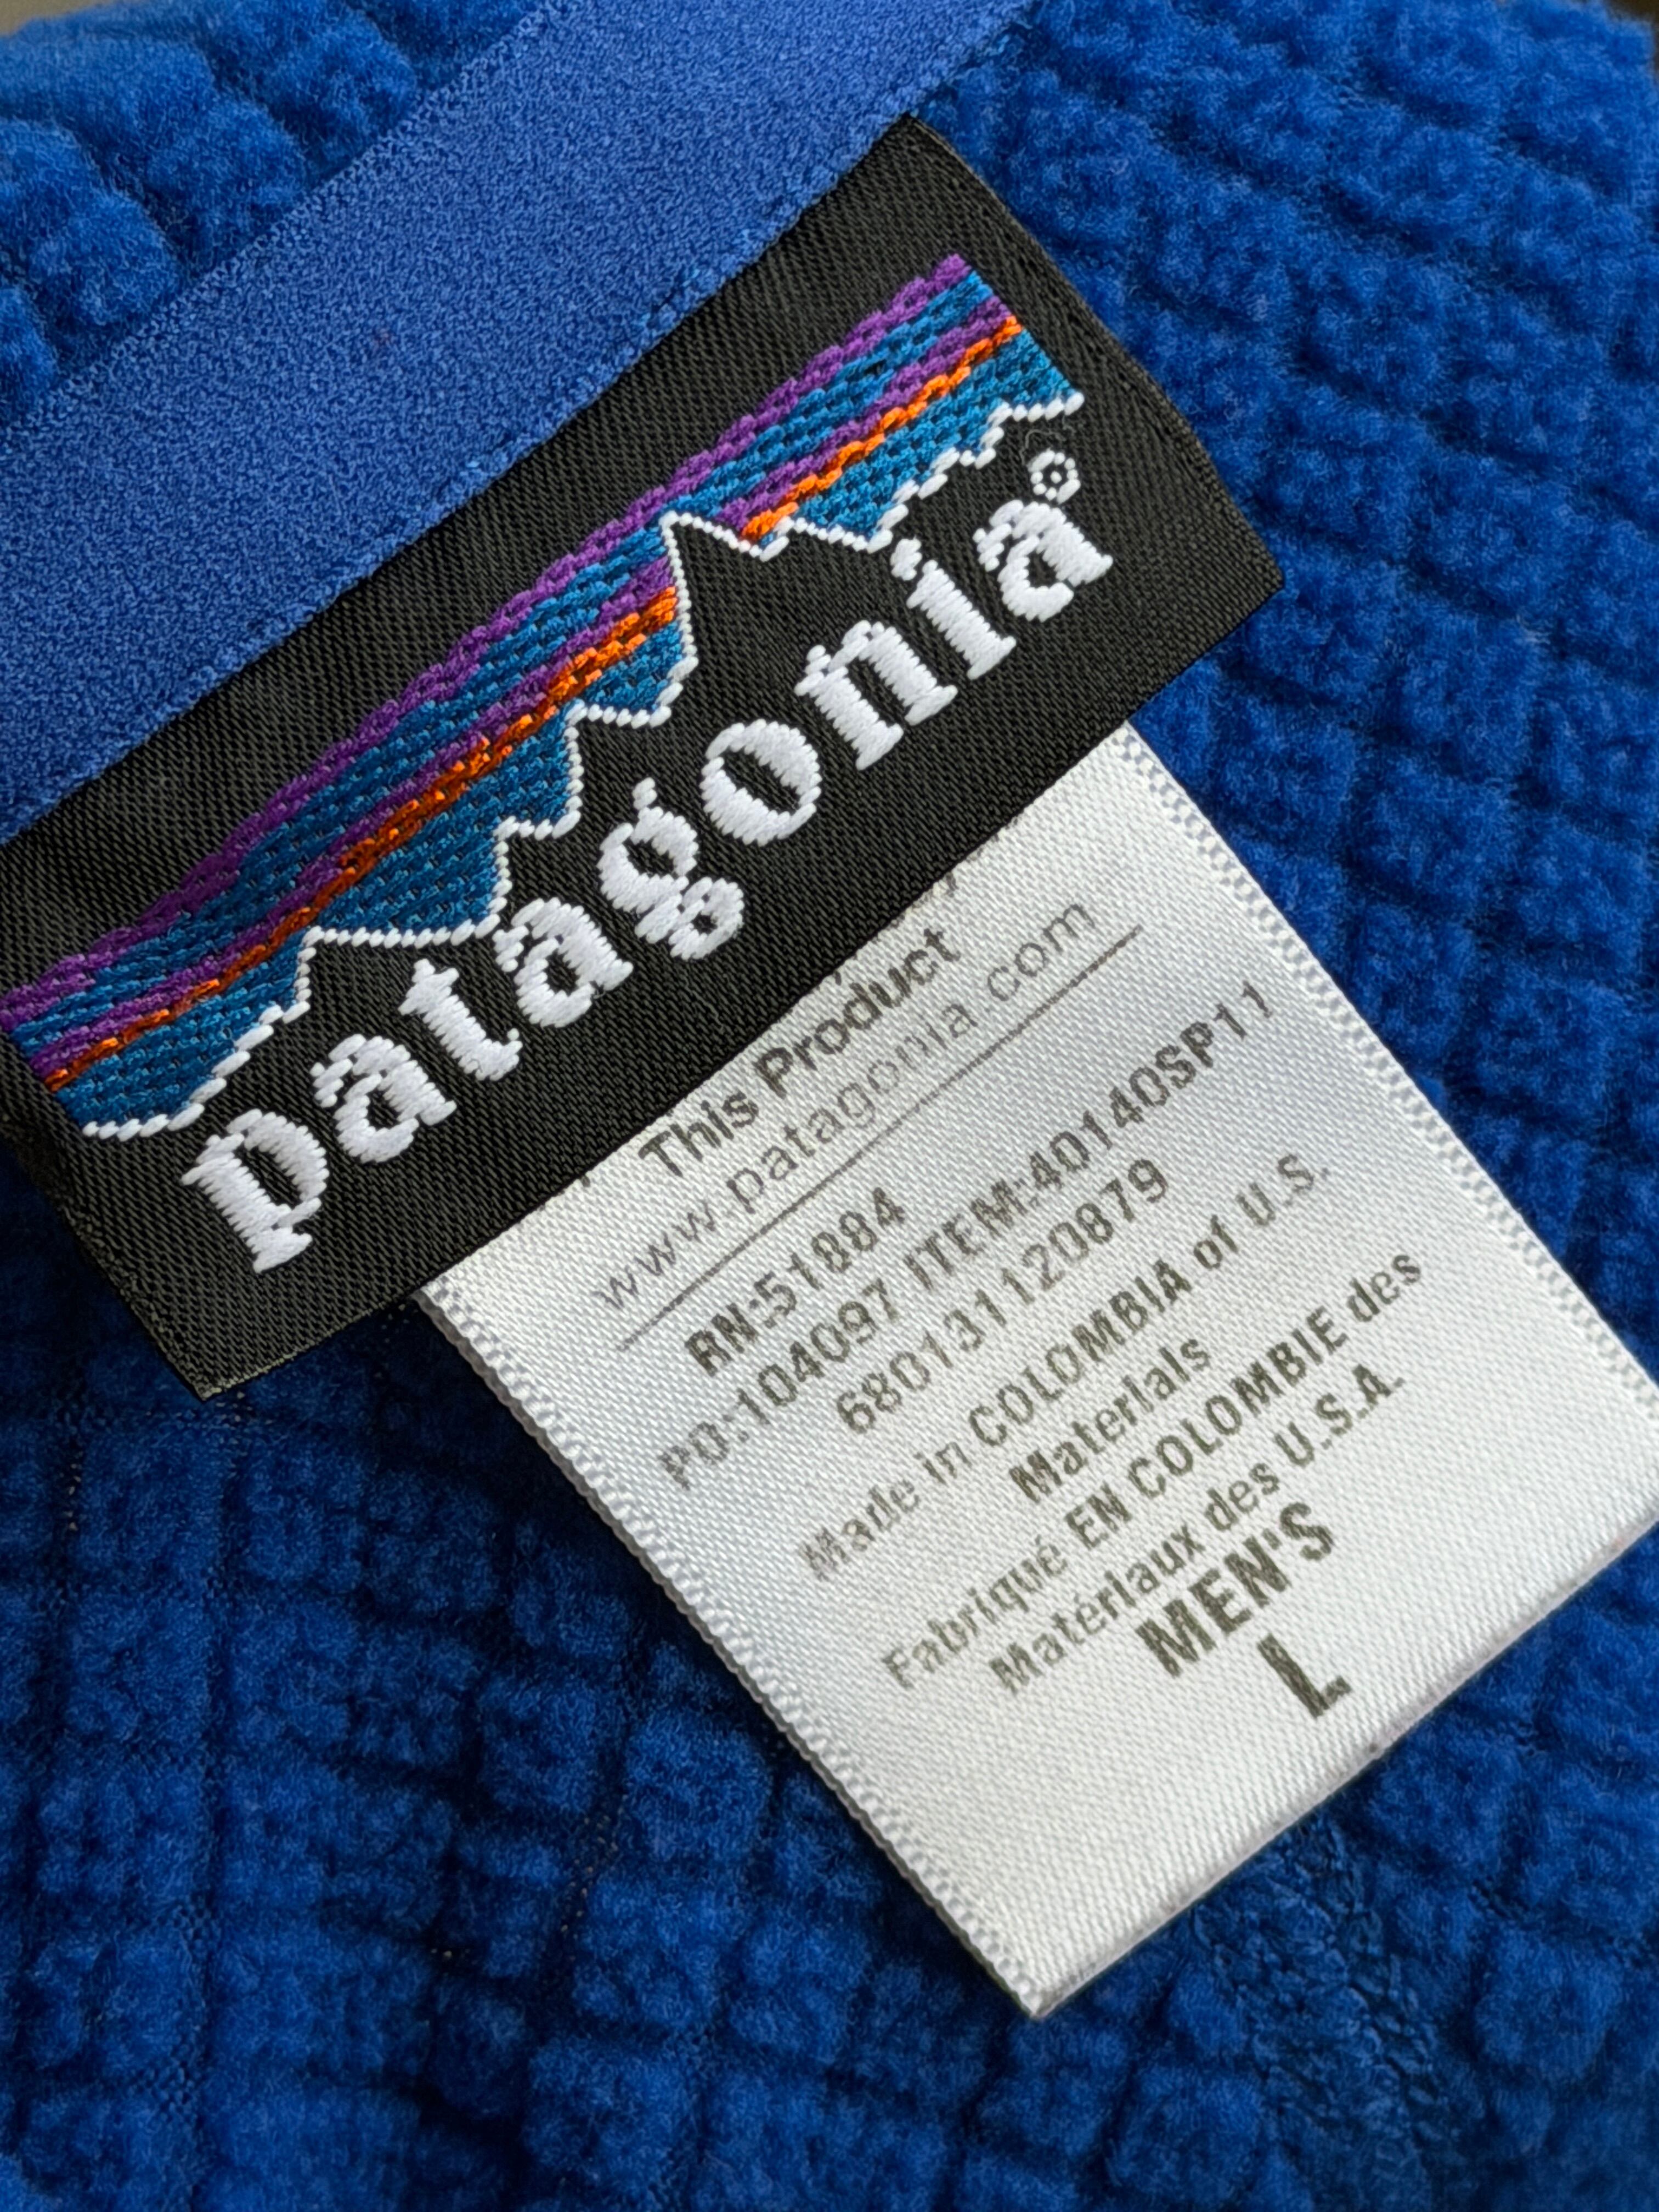 patagonia®
This Product
www.patagonia.com
RN:51884
PO:104097 ITEM:40140SP11
680131120879
Made in COLOMBIA of U.S.
Materials
Fabriqué EN COLOMBIE des
Matériaux des U.S.A.
MEN'S
L